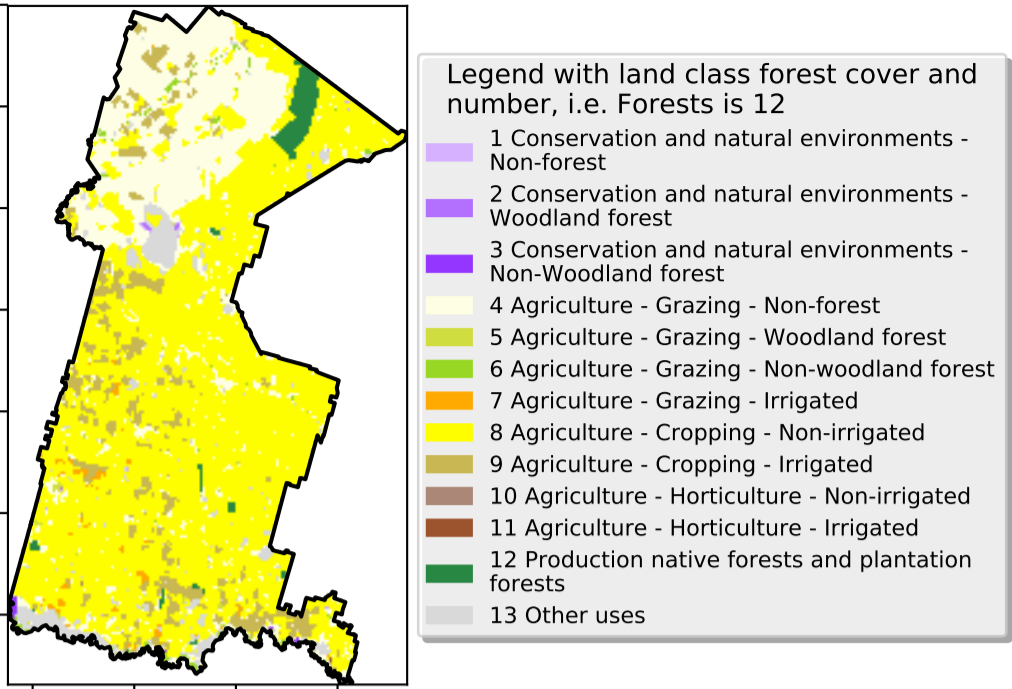 Legend with land class forest cover and
number, i.e. Forests is 12
1 Conservation and natural environments -
Non-forest
2 Conservation and natural environments -
Woodland forest
3 Conservation and natural environments -
Non-Woodland forest
4 Agriculture - Grazing - Non-forest
5 Agriculture - Grazing - Woodland forest
6 Agriculture - Grazing - Non-woodland forest
7 Agriculture - Grazing - Irrigated
8 Agriculture - Cropping - Non-irrigated
9 Agriculture - Cropping - Irrigated
10 Agriculture - Horticulture - Non-irrigated
11 Agriculture - Horticulture - Irrigated
12 Production native forests and plantation
forests
13 Other uses